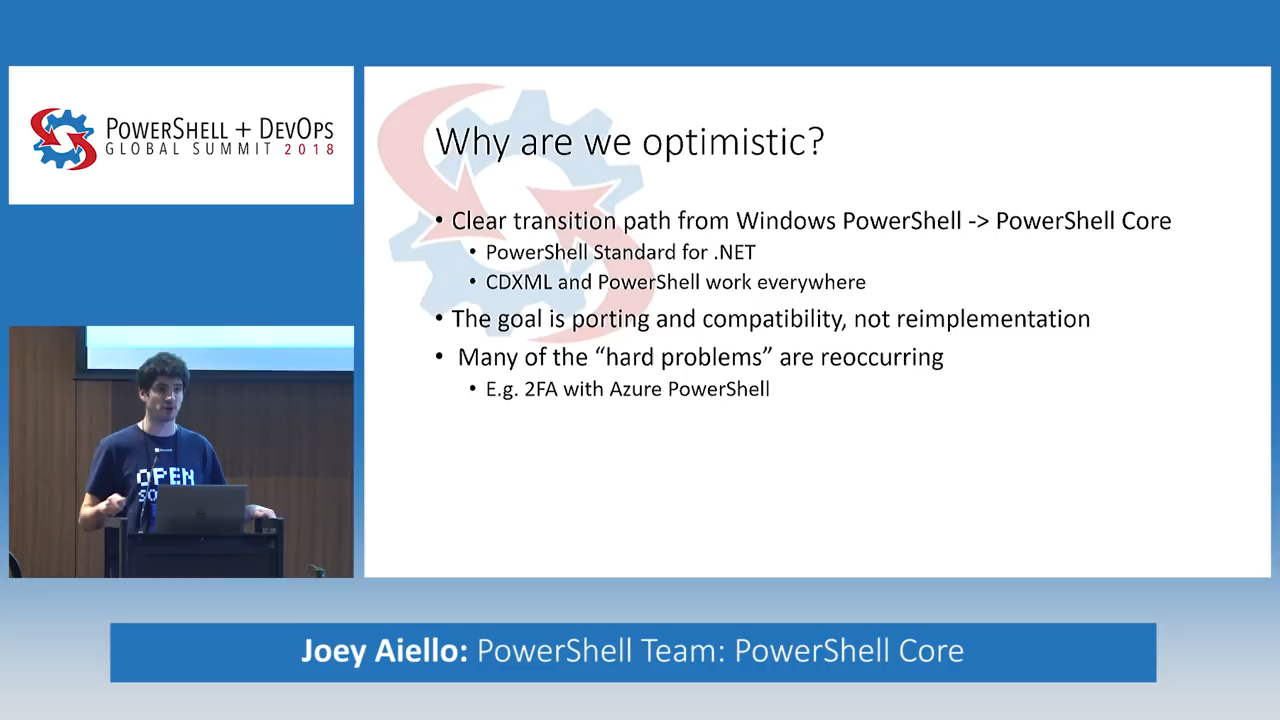 POWERSHELL + DEVOPS
GLOBAL SUMMIT 2018
Why are we optimistic?
• Clear transition path from Windows PowerShell -> PowerShell Core
• PowerShell Standard for .NET
• CDXML and PowerShell work everywhere
• The goal is porting and compatibility, not reimplementation
• Many of the “hard problems” are reoccurring
• E.g. 2FA with Azure PowerShell
Microsoft
OPEN
Joey Aiello: PowerShell Team: PowerShell Core